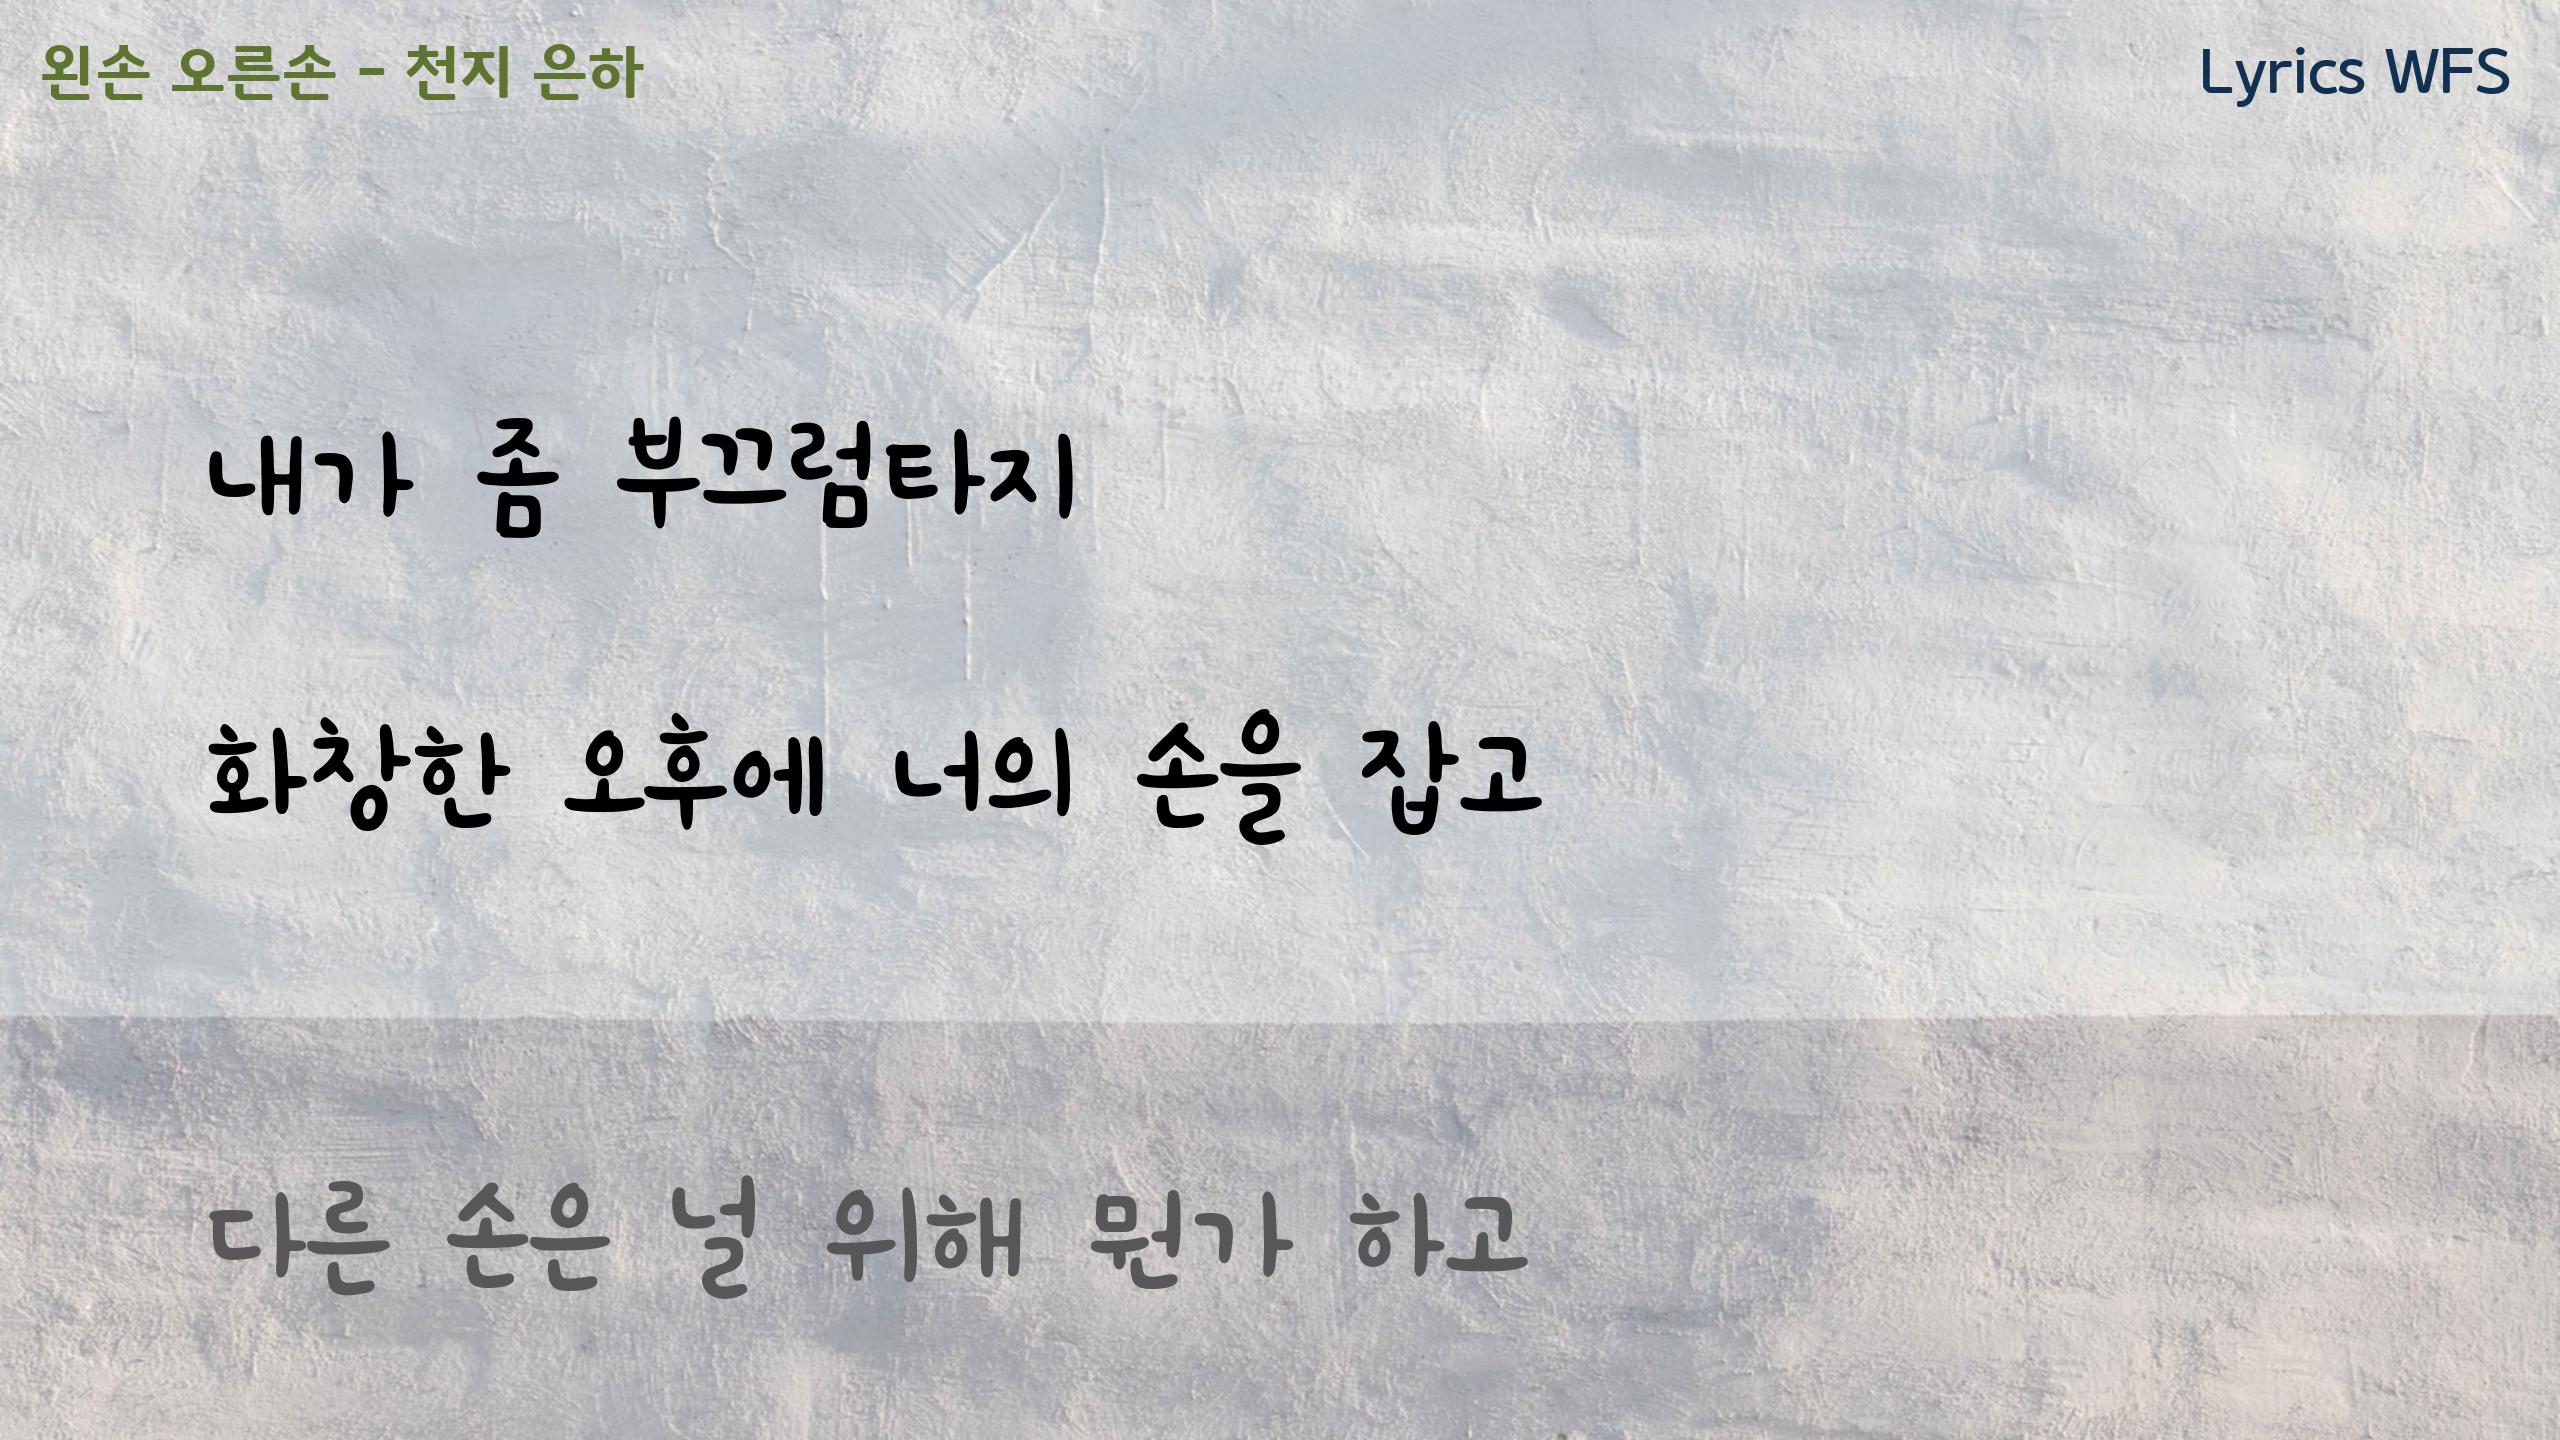 왼손 오른손 - 천지 은하
Lyrics WFS
내가 좀 부끄럼타지
화창한 오후에 너의 손을 잡고
다른 손은 널 위해 뭔가 하고